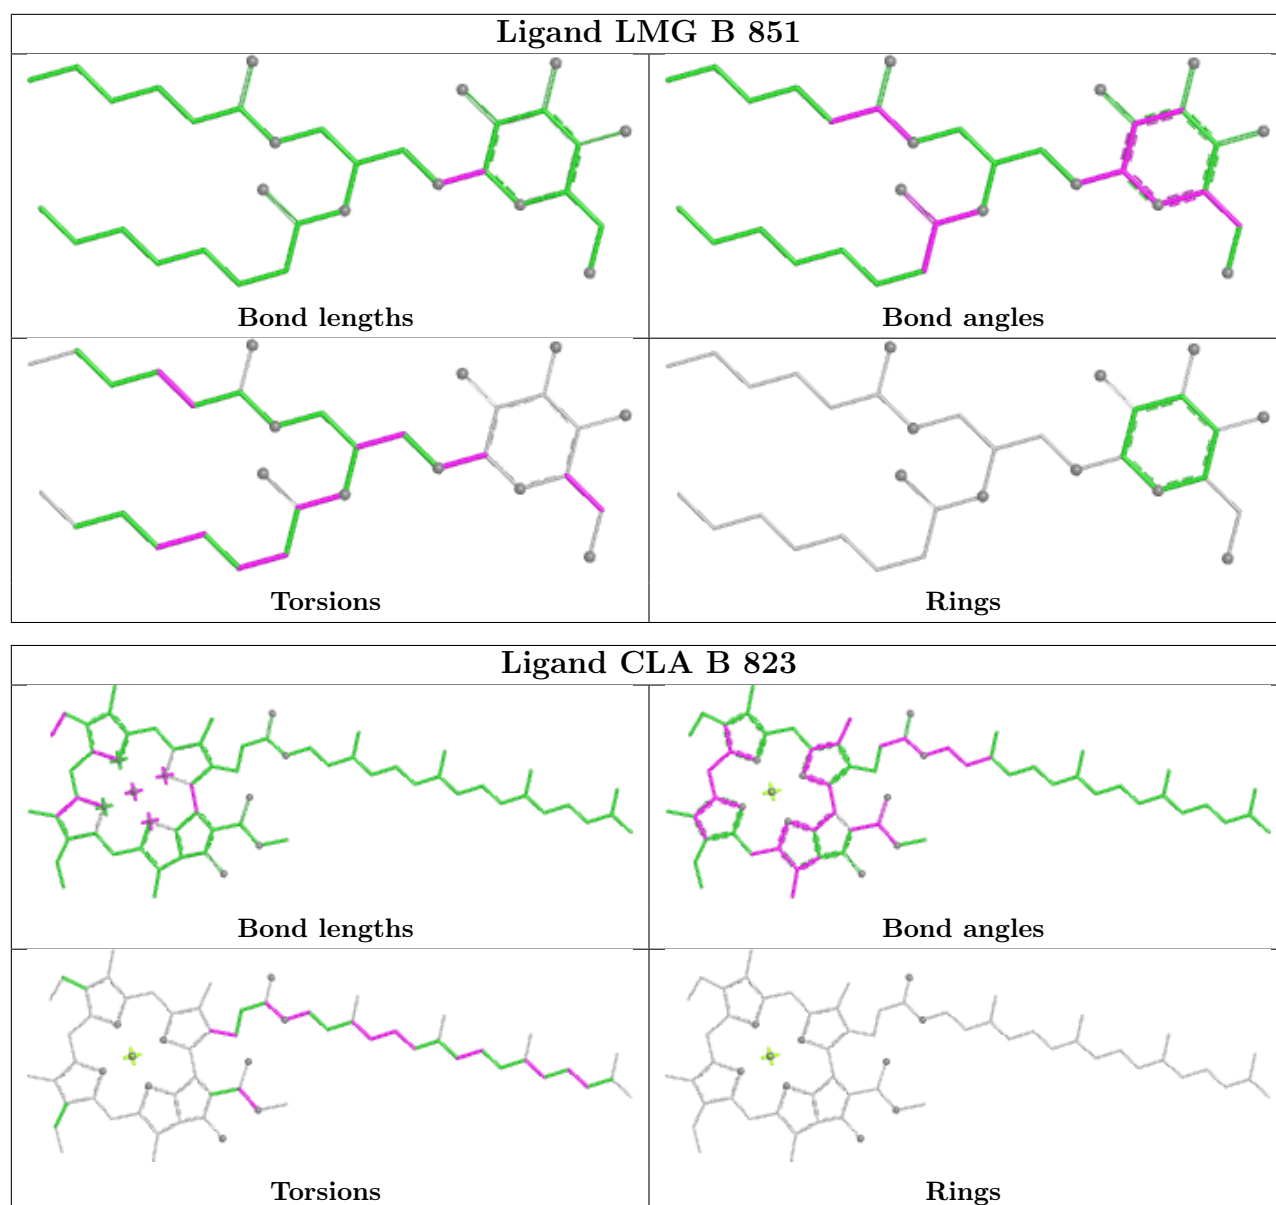 Ligand LMG B 851
Bond lengths
Bond angles
Torsions
Rings
Ligand CLA B 823
Bond lengths
Bond angles
Torsions
Rings